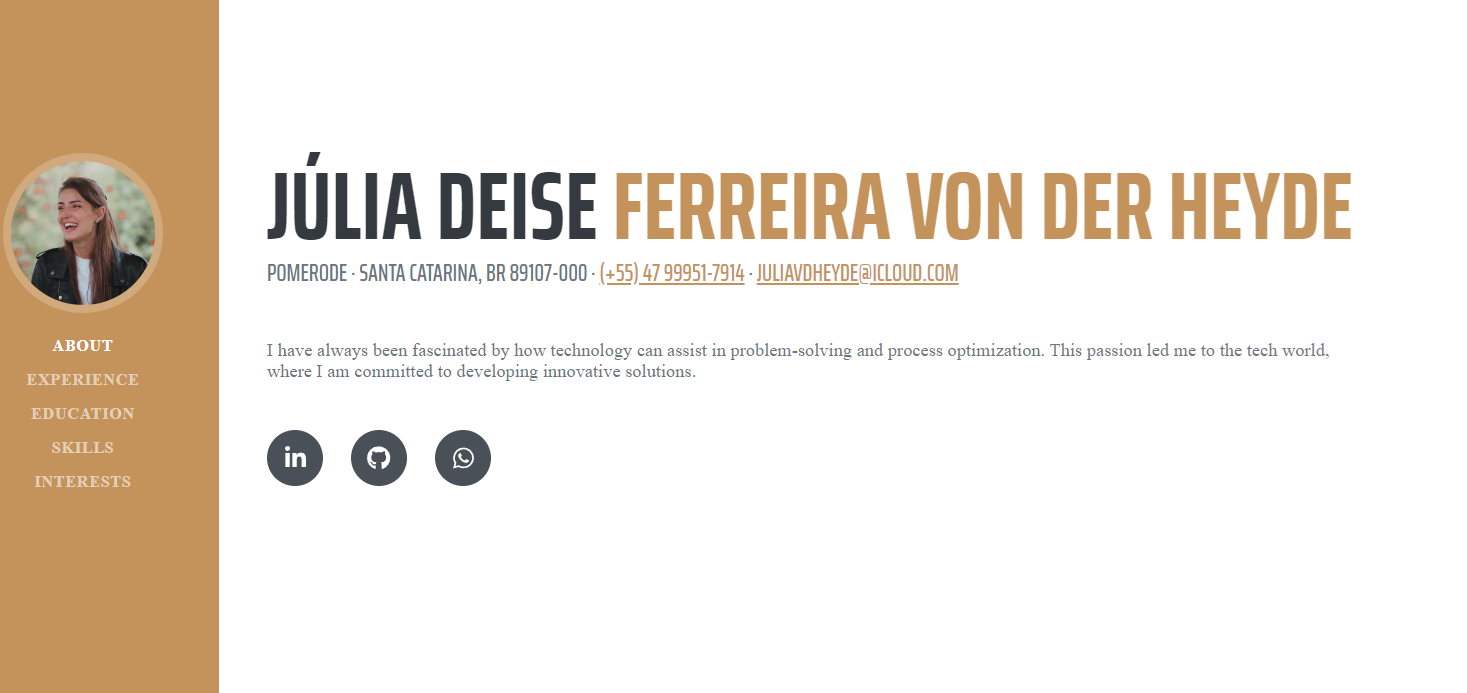 ABOUT
EXPERIENCE
EDUCATION
SKILLS
INTERESTS
JÚLIA DEISE FERREIRA VON DER HEYDE
POMERODE · SANTA CATARINA, BR 89107-000 · (+55) 47 99951-7914 · JULIAVDHEYDE@ICLOUD.COM
I have always been fascinated by how technology can assist in problem-solving and process optimization. This passion led me to the tech world,
where I am committed to developing innovative solutions.
in